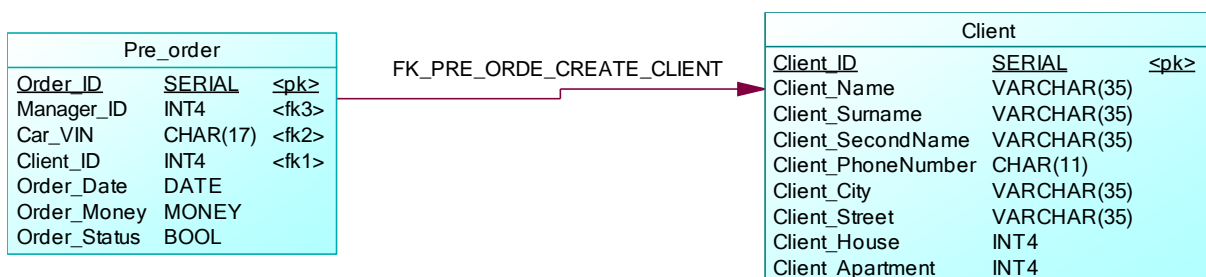 Pre_order
Order_ID SERIAL <pk>
Manager_ID INT4 <fk3>
Car_VIN CHAR(17) <fk2>
Client_ID INT4 <fk1>
Order_Date DATE
Order_Money MONEY
Order_Status BOOL
FK_PRE_ORDE_CREATE_CLIENT
Client
Client_ID SERIAL <pk>
Client_Name VARCHAR(35)
Client_Surname VARCHAR(35)
Client_SecondName VARCHAR(35)
Client_PhoneNumber CHAR(11)
Client_City VARCHAR(35)
Client_Street VARCHAR(35)
Client_House INT4
Client_Apartment INT4